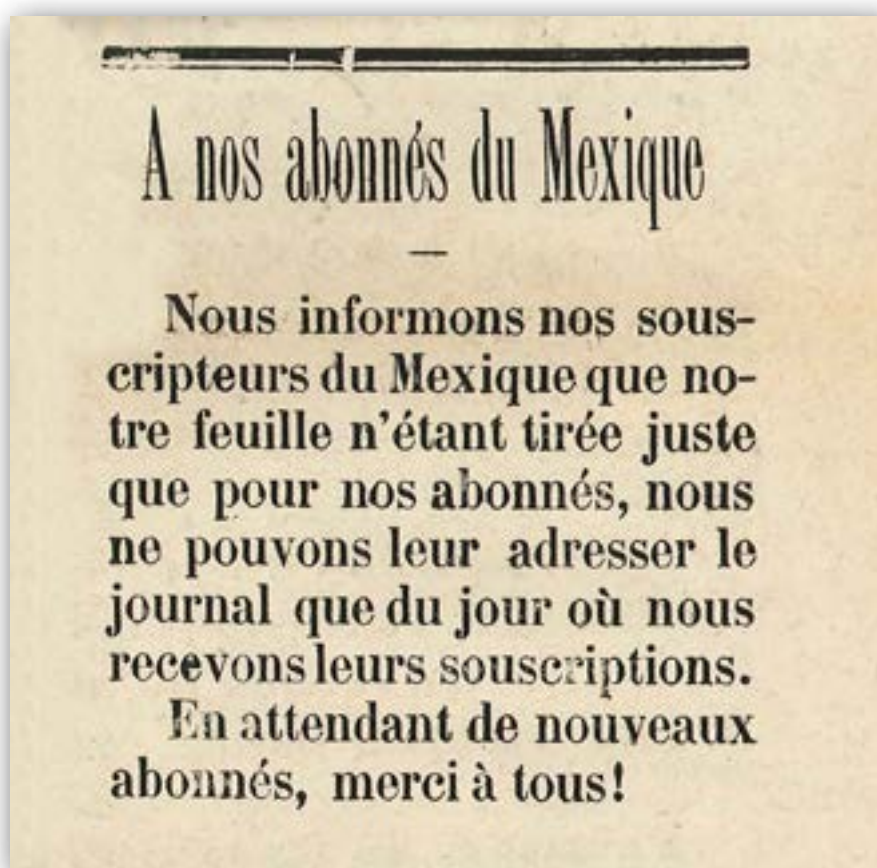 A nos abonnés du Mexique
—
Nous informons nos sous-
cripteurs du Mexique que no-
tre feuille n'étant tirée juste
que pour nos abonnés, nous
ne pouvons leur adresser le
journal que du jour où nous
recevons leurs souscriptions.
En attendant de nouveaux
abonnés, merci à tous!